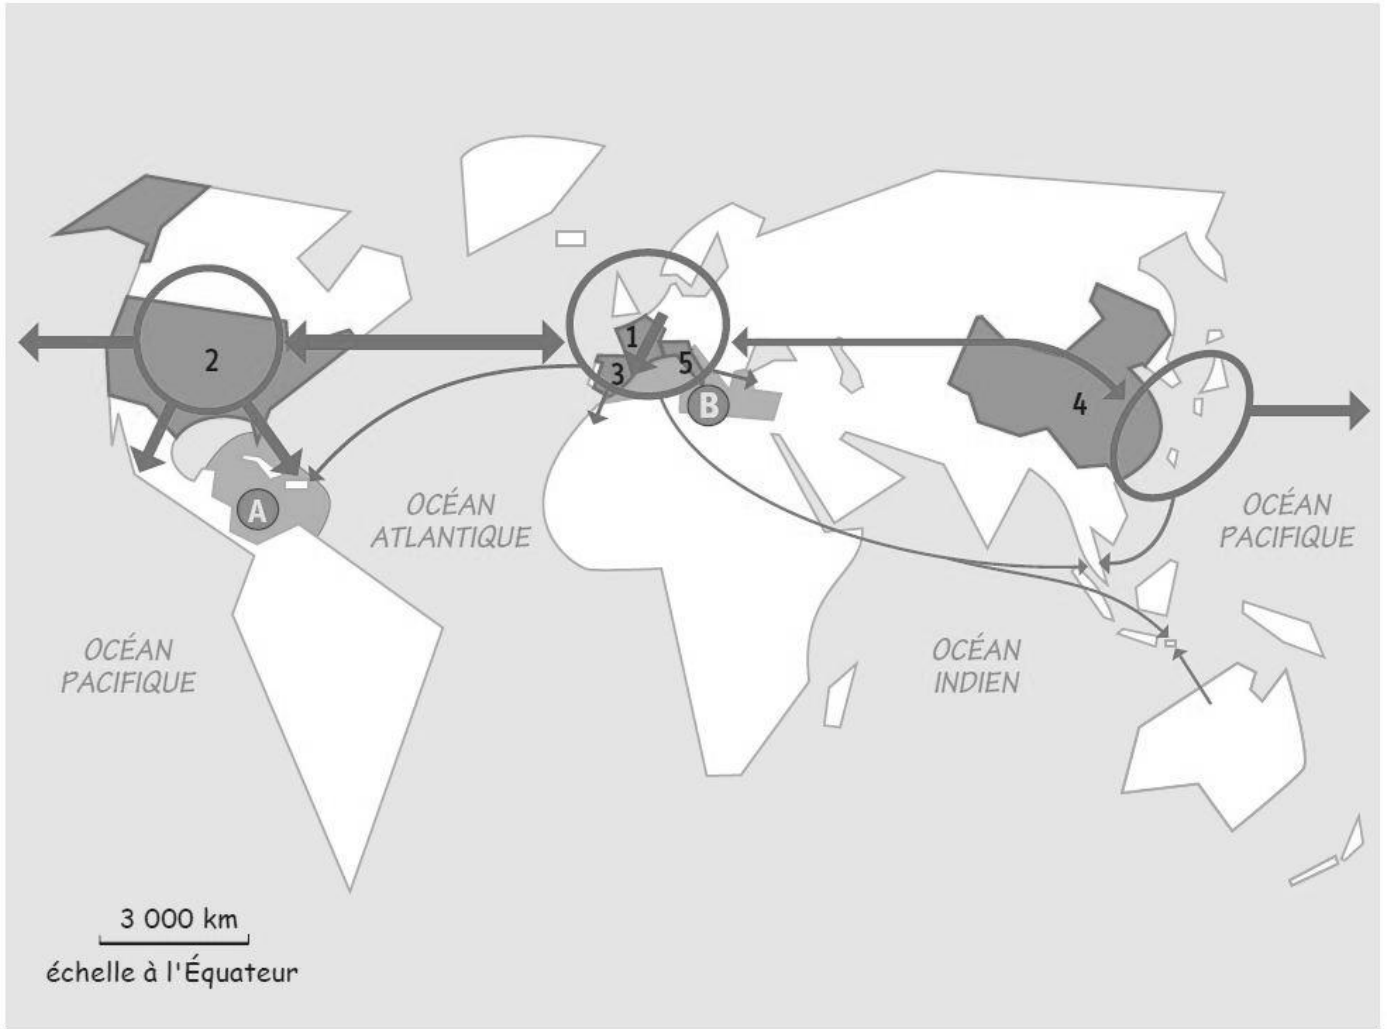 1
2
5
3
B
4
A
OCÉAN
ATLANTIQUE
OCÉAN
PACIFIQUE
OCÉAN
PACIFIQUE
OCÉAN
INDIEN
3 000 km
échelle à l'Équateur